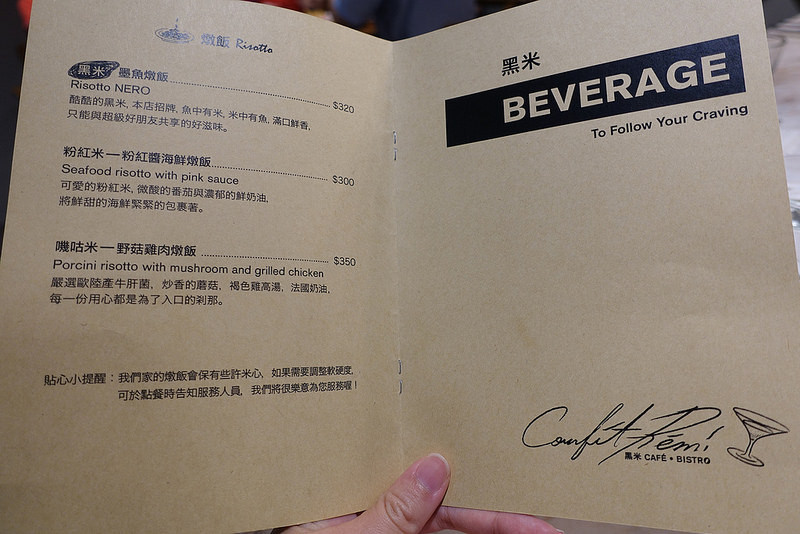 燉飯 Risotto
黑米 墨魚燉飯 $320
Risotto NERO
酷酷的黑米, 本店招牌, 魚中有米, 米中有魚, 滿口鮮香,
只能與超級好朋友共享的好滋味。
粉紅米—粉紅醬海鮮燉飯 $300
Seafood risotto with pink sauce
可愛的粉紅米, 微酸的番茄與濃郁的鮮奶油,
將鮮甜的海鮮緊緊的包裹著。
嘰咕米—野菇雞肉燉飯 $350
Porcini risotto with mushroom and grilled chicken
嚴選歐陸產牛肝菌, 炒香的蘑菇, 褐色雞高湯, 法國奶油,
每一份用心都是為了入口的剎那。
貼心小提醒：我們家的燉飯會保有些許米心, 如果需要調整軟硬度,
可於點餐時告知服務人員, 我們將很樂意為您服務喔!
黑米
BEVERAGE
To Follow Your Craving
Confit Rémi
黑米 CAFÉ • BISTRO